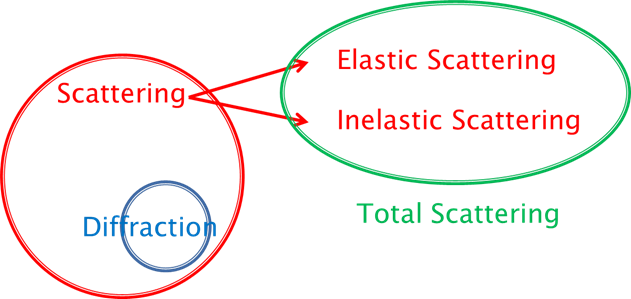 Scattering
Diffraction
Elastic Scattering
Inelastic Scattering
Total Scattering